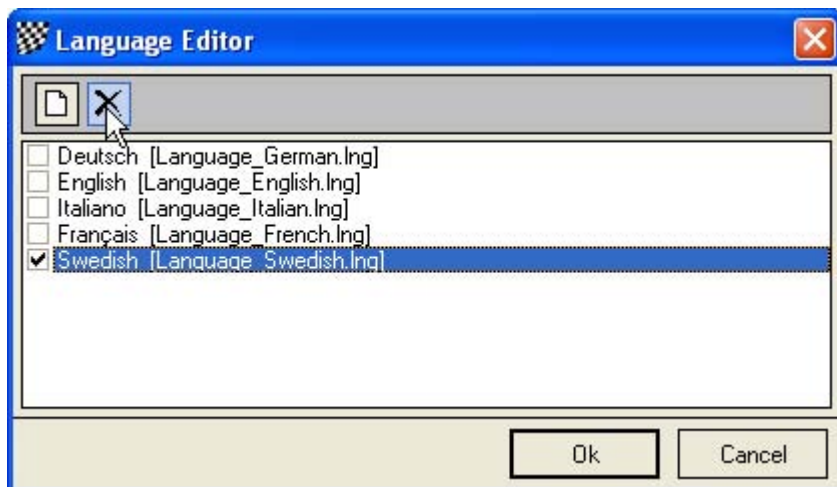 Language Editor
Deutsch [Language_German.lng]
English [Language_English.lng]
Italiano [Language_Italian.lng]
Français [Language_French.lng]
Swedish [Language_Swedish.lng]
Ok
Cancel